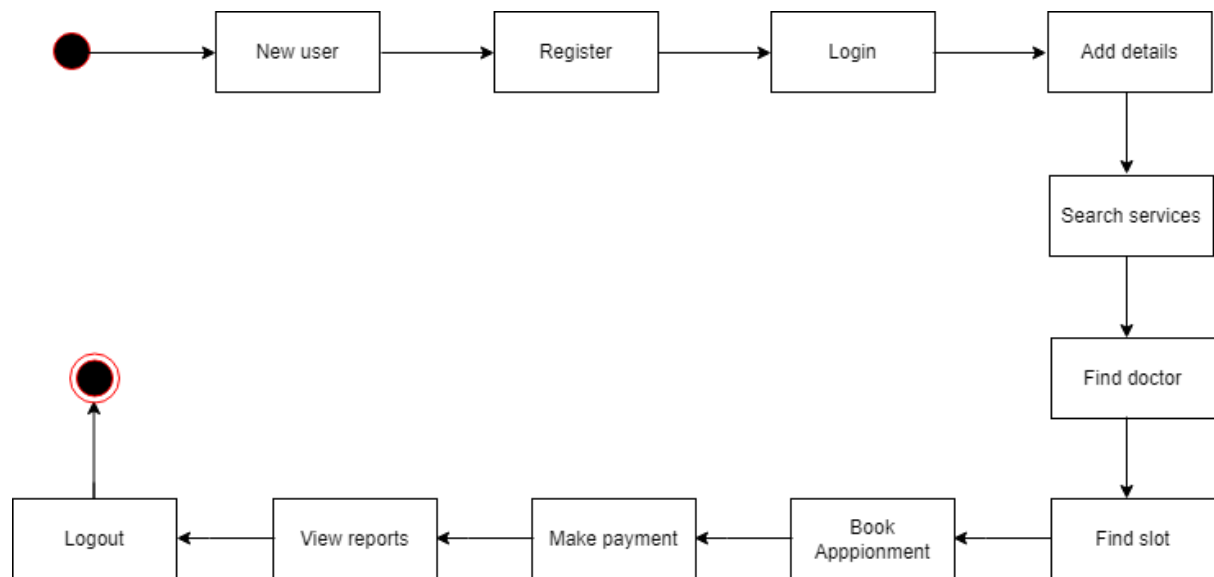 New user
Register
Login
Add details
Search services
Find doctor
Find slot
Book
Apppionment
Make payment
View reports
Logout